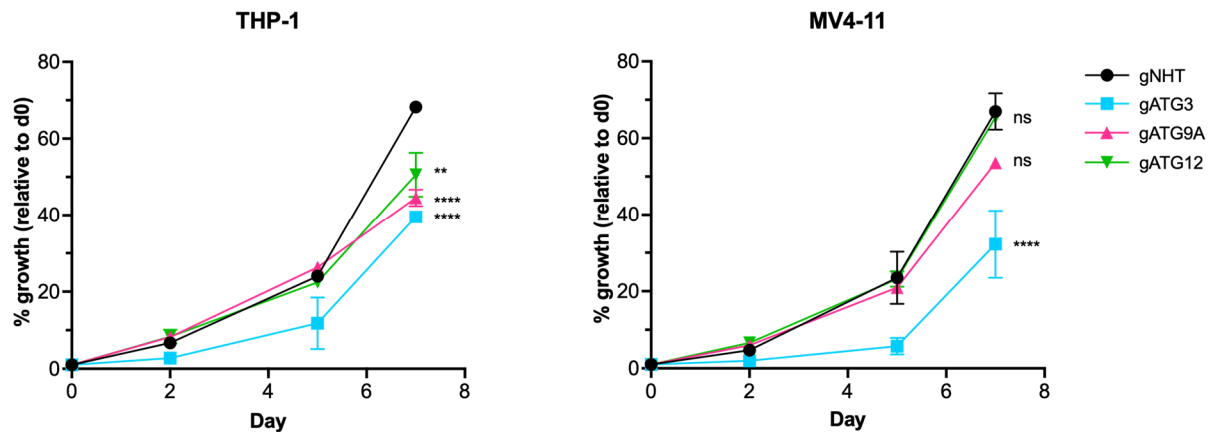 THP-1
% growth (relative to d0)
80
60
40
20
0
**
****
****
0 2 4 6 8
Day
MV4-11
% growth (relative to d0)
80
60
40
20
0
ns
ns
****
0 2 4 6 8
Day
gNHT
gATG3
gATG9A
gATG12